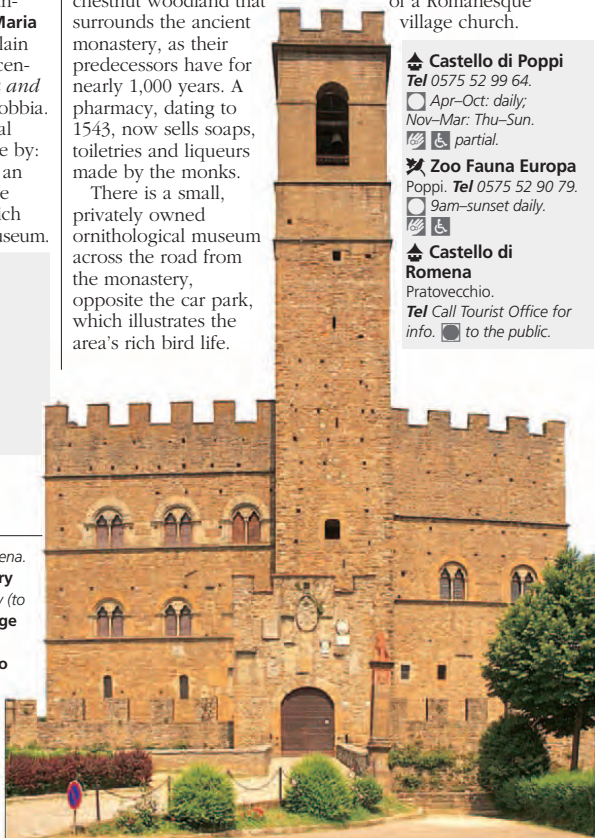 an-
Maria
lain
cen-
and
obbia.
al
e by:
an
e
ich
useum.
ena.
ry
y (to
ge
o
chestnut woodland that
surrounds the ancient
monastery, as their
predecessors have for
nearly 1,000 years. A
pharmacy, dating to
1543, now sells soaps,
toiletries and liqueurs
made by the monks.
There is a small,
privately owned
ornithological museum
across the road from
the monastery,
opposite the car park,
which illustrates the
area's rich bird life.
of a Romanesque
village church.
Castello di Poppi
Tel 0575 52 99 64.
Apr–Oct: daily;
Nov–Mar: Thu–Sun.
partial.
Zoo Fauna Europa
Poppi. Tel 0575 52 90 79.
9am–sunset daily.
Castello di
Romena
Pratovecchio.
Tel Call Tourist Office for
info. to the public.